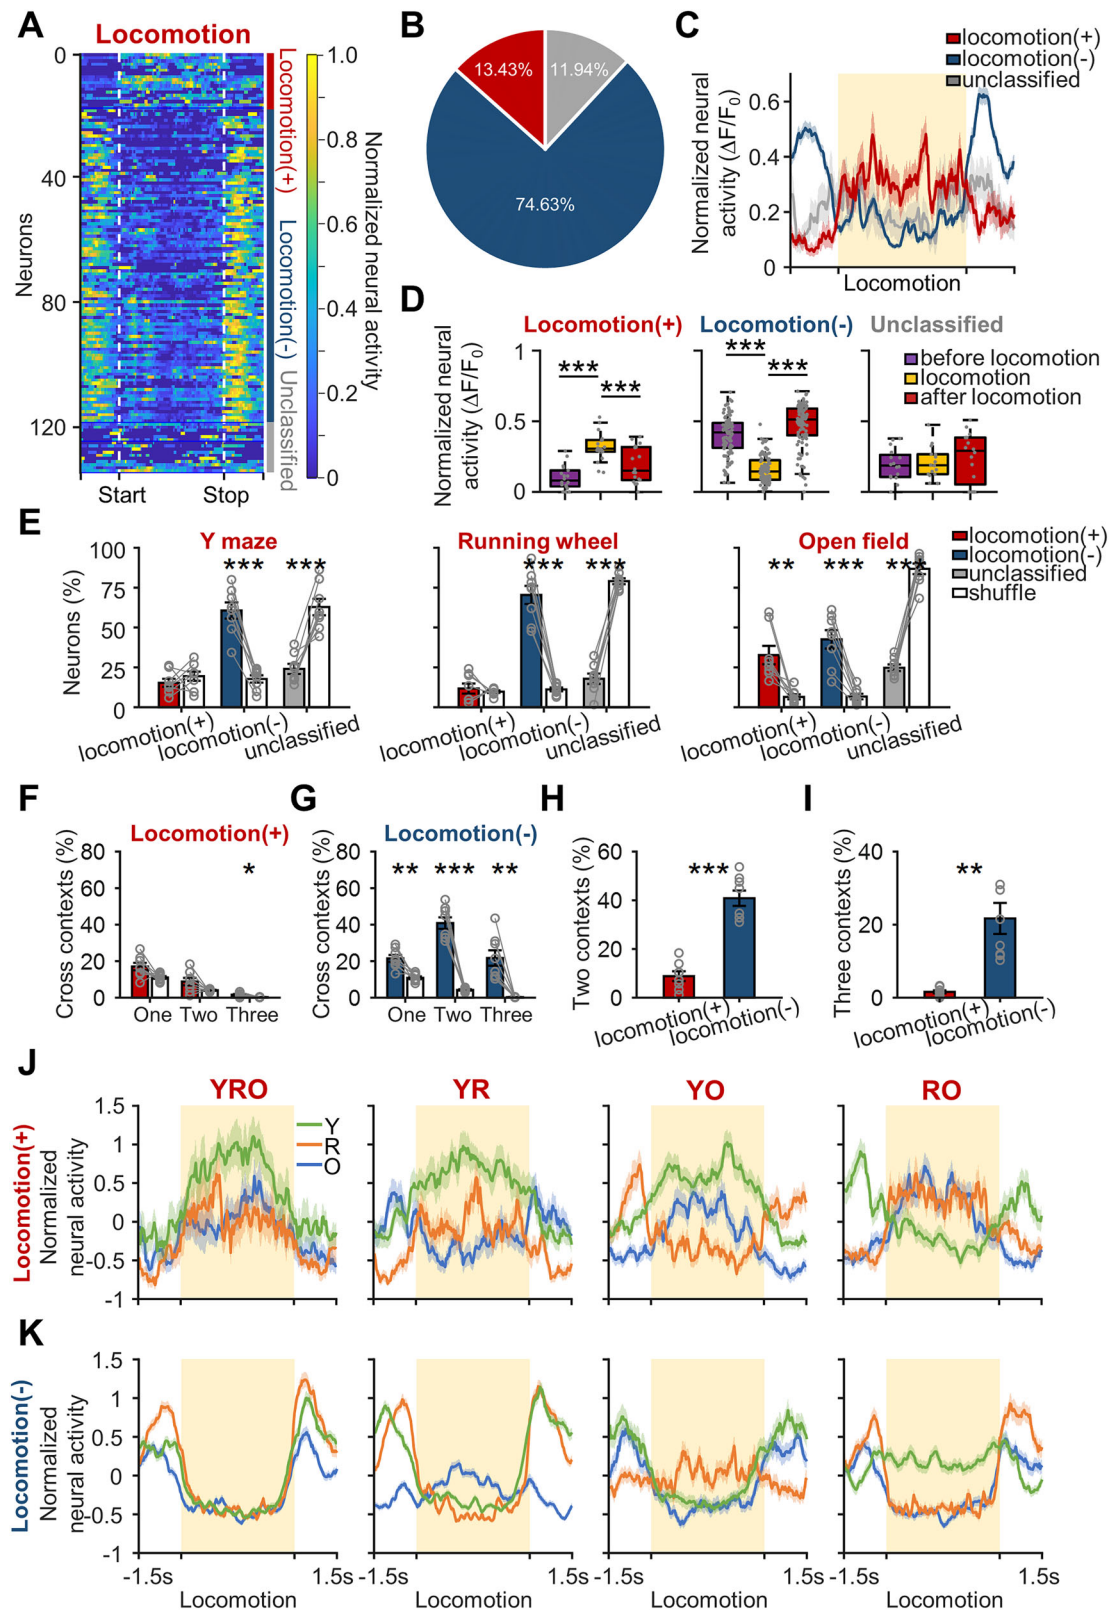 A
Locomotion
0
40
80
120
Neurons
Start
Stop
Locomotion(+)
Locomotion(-)
Unclassified
1.0
0.8
0.6
0.4
0.2
0
Normalized neural activity
B
13.43%
11.94%
74.63%
C
locomotion(+)
locomotion(-)
unclassified
Normalized neural
activity (ΔF/F0)
0.6
0.4
0.2
0
Locomotion
D
Locomotion(+)
Locomotion(-)
Unclassified
Normalized neural
activity (ΔF/F0)
1
0.5
0
***
***
***
***
before locomotion
locomotion
after locomotion
E
Y maze
Running wheel
Open field
locomotion(+)
locomotion(-)
unclassified
shuffle
Neurons (%)
100
75
50
25
0
*** ***
*** ***
** *** ***
locomotion(+) locomotion(-) unclassified
locomotion(+) locomotion(-) unclassified
locomotion(+) locomotion(-) unclassified
F
Locomotion(+)
Cross contexts (%)
80
60
40
20
0
*
One Two Three
G
Locomotion(-)
Cross contexts (%)
80
60
40
20
0
** *** **
One Two Three
H
Two contexts (%)
60
40
20
0
***
locomotion(+) locomotion(-)
I
Three contexts (%)
40
20
0
**
locomotion(+) locomotion(-)
J
YRO
YR
YO
RO
Locomotion(+)
Normalized
neural activity
1.5
1
0.5
0
-0.5
-1
Y
R
O
K
Locomotion(-)
Normalized
neural activity
1.5
1
0.5
0
-0.5
-1
-1.5s 1.5s
-1.5s 1.5s
-1.5s 1.5s
-1.5s 1.5s
Locomotion
Locomotion
Locomotion
Locomotion